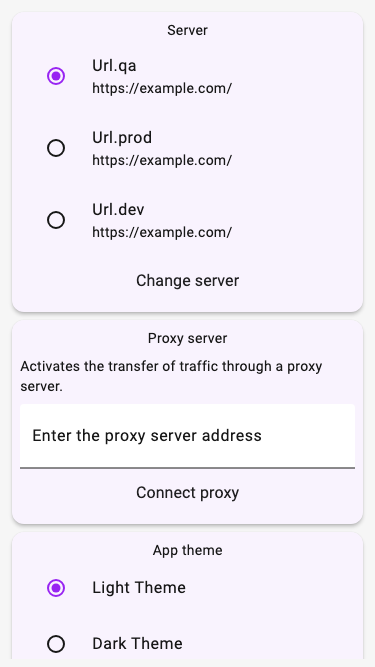 Server
Url.qa
https://example.com/
Url.prod
https://example.com/
Url.dev
https://example.com/
Change server
Proxy server
Activates the transfer of traffic through a proxy
server.
Enter the proxy server address
Connect proxy
App theme
Light Theme
Dark Theme